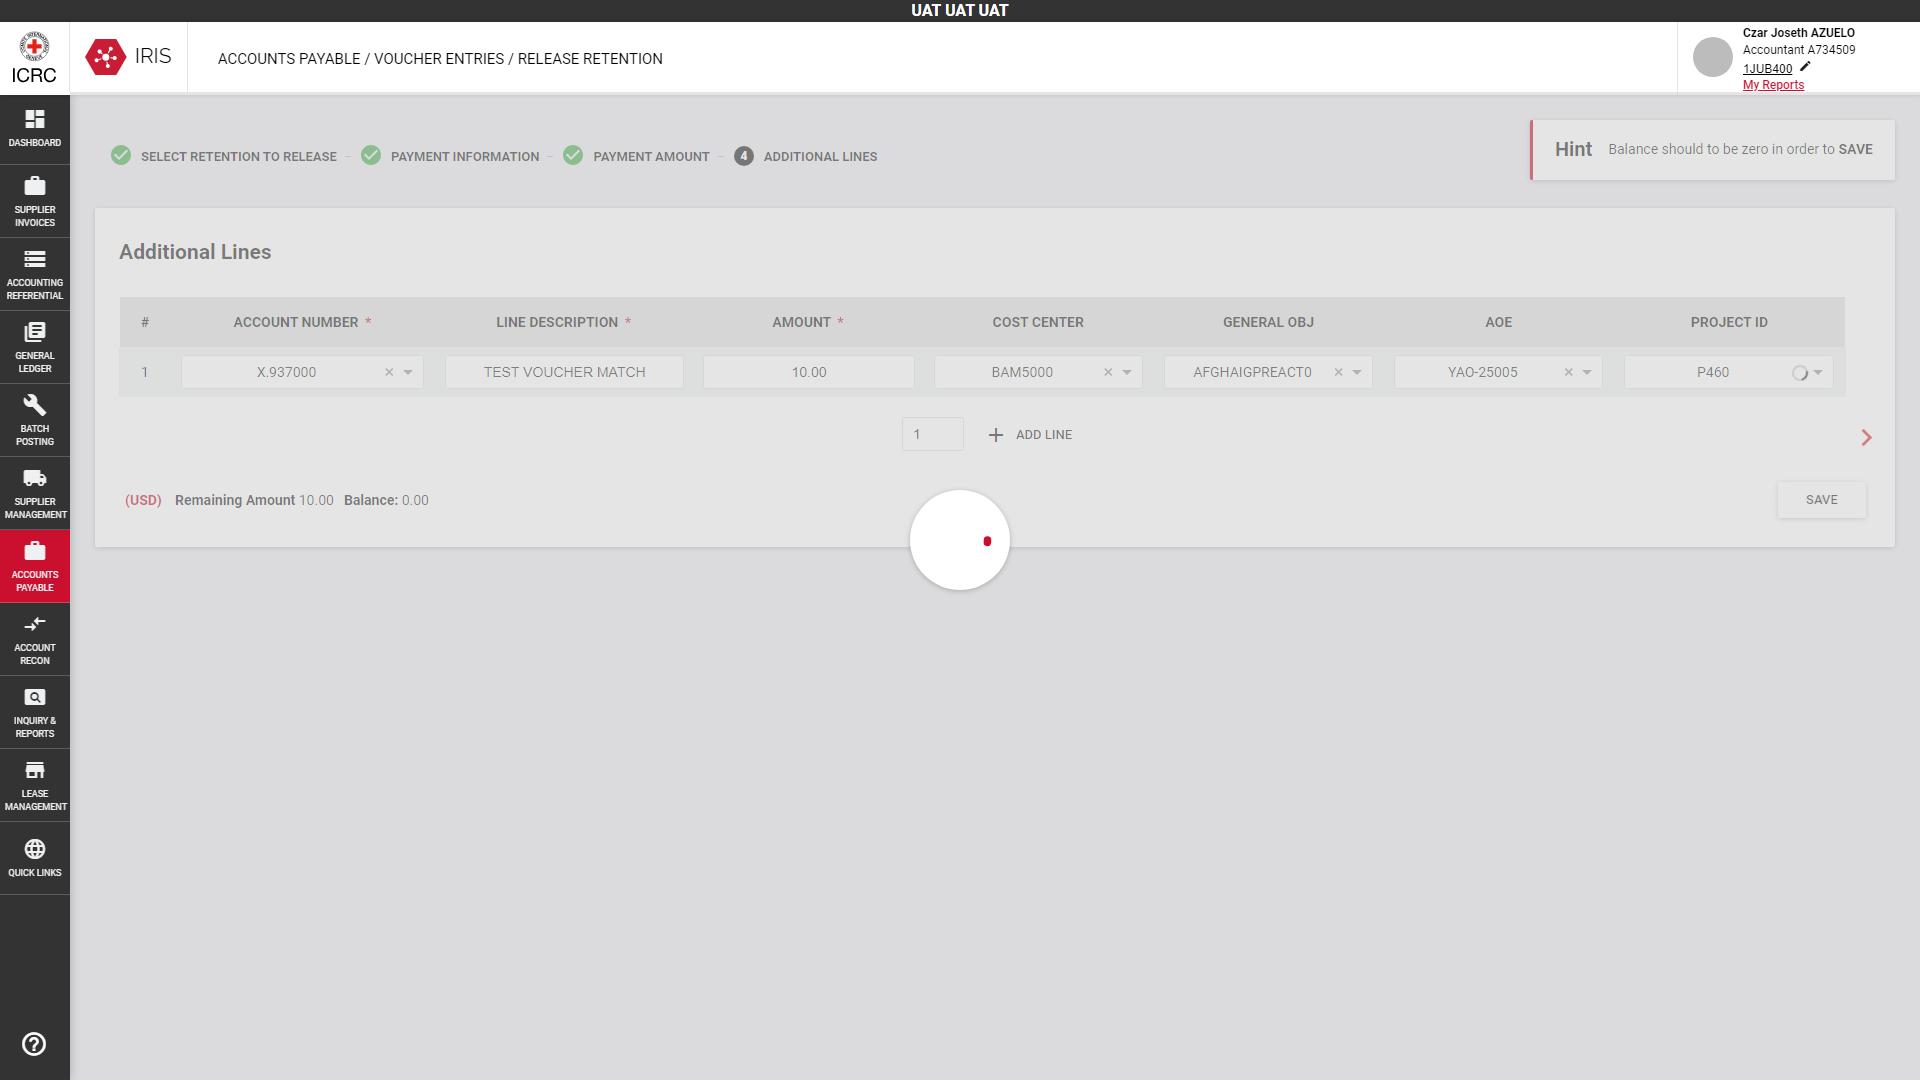 UAT UAT UAT
ICRC
IRIS
ACCOUNTS PAYABLE / VOUCHER ENTRIES / RELEASE RETENTION
Czar Joseth AZUELO
Accountant A734509
1JUB400
My Reports
DASHBOARD
SUPPLIER
INVOICES
ACCOUNTING
REFERENTIAL
GENERAL
LEDGER
BATCH
POSTING
SUPPLIER
MANAGEMENT
ACCOUNTS
PAYABLE
ACCOUNT
RECON
INQUIRY &
REPORTS
LEASE
MANAGEMENT
QUICK LINKS
SELECT RETENTION TO RELEASE
PAYMENT INFORMATION
PAYMENT AMOUNT
4 ADDITIONAL LINES
Hint Balance should to be zero in order to SAVE
Additional Lines
# ACCOUNT NUMBER * LINE DESCRIPTION * AMOUNT * COST CENTER GENERAL OBJ AOE PROJECT ID
1 X.937000 TEST VOUCHER MATCH 10.00 BAM5000 AFGHAIGPREACT0 YAO-25005 P460
1 ADD LINE
(USD) Remaining Amount 10.00 Balance: 0.00
SAVE